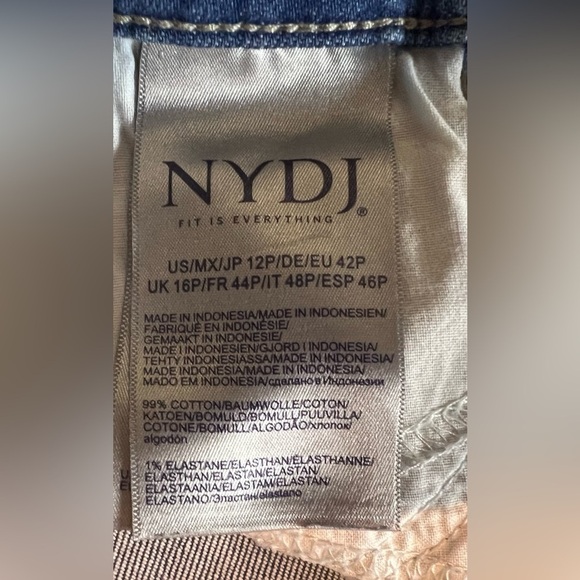 NYDJ®
FIT IS EVERYTHING
US/MX/JP 12P/DE/EU 42P
UK 16P/FR 44P/IT 48P/ESP 46P
MADE IN INDONESIA/MADE IN INDONESIEN/
FABRIQUÉ EN INDONÉSIE/
GEMAAKT IN INDONESIE/
MADE I INDONESIEN/GJORD I INDONESIEN/
TEHTY INDONESIASSA/MADE IN INDONESIA/
MADE INDONESIA/MADE IN INDONESIA/
MADO EM INDONESIA/сделано в Индонезии
99% COTTON/BAUMWOLLE/COTON/
KATOEN/BOMULD/BOMULL/PUUVILLA/
COTONE/BOMULL/ALGODÃO/хлопок/
algodón
1% ELASTANE/ELASTHAN/ÉLASTHANNE/
ELASTHAN/ELASTAN/ELASTAN/
ELASTAANIA/ELASTAM/ELASTAN/
ELASTANO/Эластан/elastano